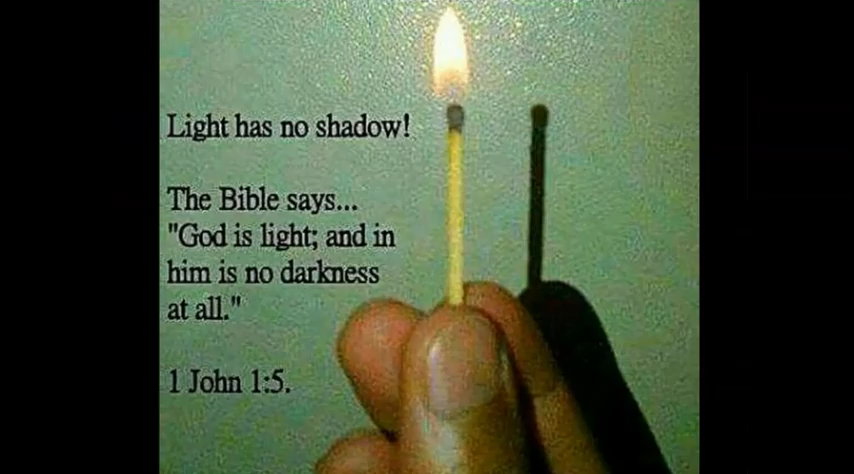 Light has no shadow!
The Bible says...
"God is light; and in
him is no darkness
at all."
1 John 1:5.